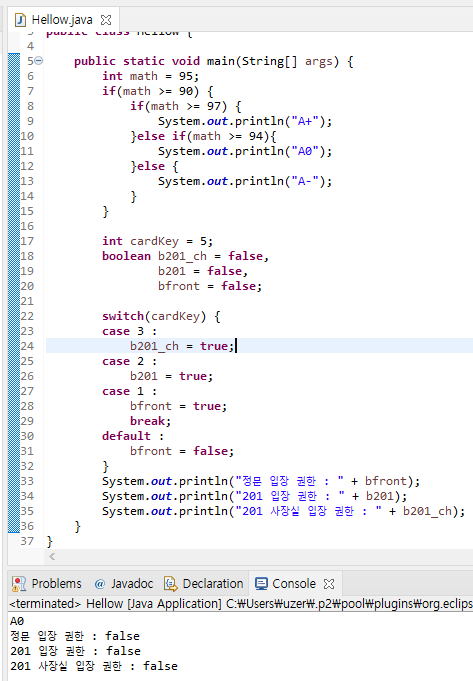 Hellow.java
3 public class Hellow {
4
5 public static void main(String[] args) {
6 int math = 95;
7 if(math >= 90) {
8 if(math >= 97) {
9 System.out.println("A+");
10 }else if(math >= 94){
11 System.out.println("A0");
12 }else {
13 System.out.println("A-");
14 }
15 }
16
17 int cardKey = 5;
18 boolean b201_ch = false,
19 b201 = false,
20 bfront = false;
21
22 switch(cardKey) {
23 case 3 :
24 b201_ch = true;
25 case 2 :
26 b201 = true;
27 case 1 :
28 bfront = true;
29 break;
30 default :
31 bfront = false;
32 }
33 System.out.println("정문 입장 권한 : " + bfront);
34 System.out.println("201 입장 권한 : " + b201);
35 System.out.println("201 사장실 입장 권한 : " + b201_ch);
36 }
37 }
Problems @ Javadoc Declaration Console
<terminated> Hellow [Java Application] C:₩Users₩uzer₩.p2₩pool₩plugins₩org.eclips
A0
정문 입장 권한 : false
201 입장 권한 : false
201 사장실 입장 권한 : false